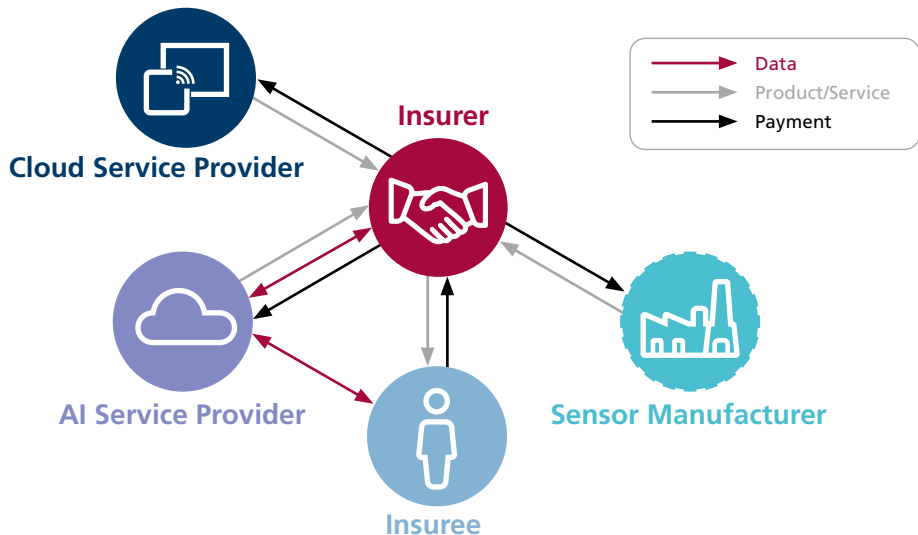 Data
Product/Service
Payment
Insurer
Cloud Service Provider
AI Service Provider
Sensor Manufacturer
Insuree